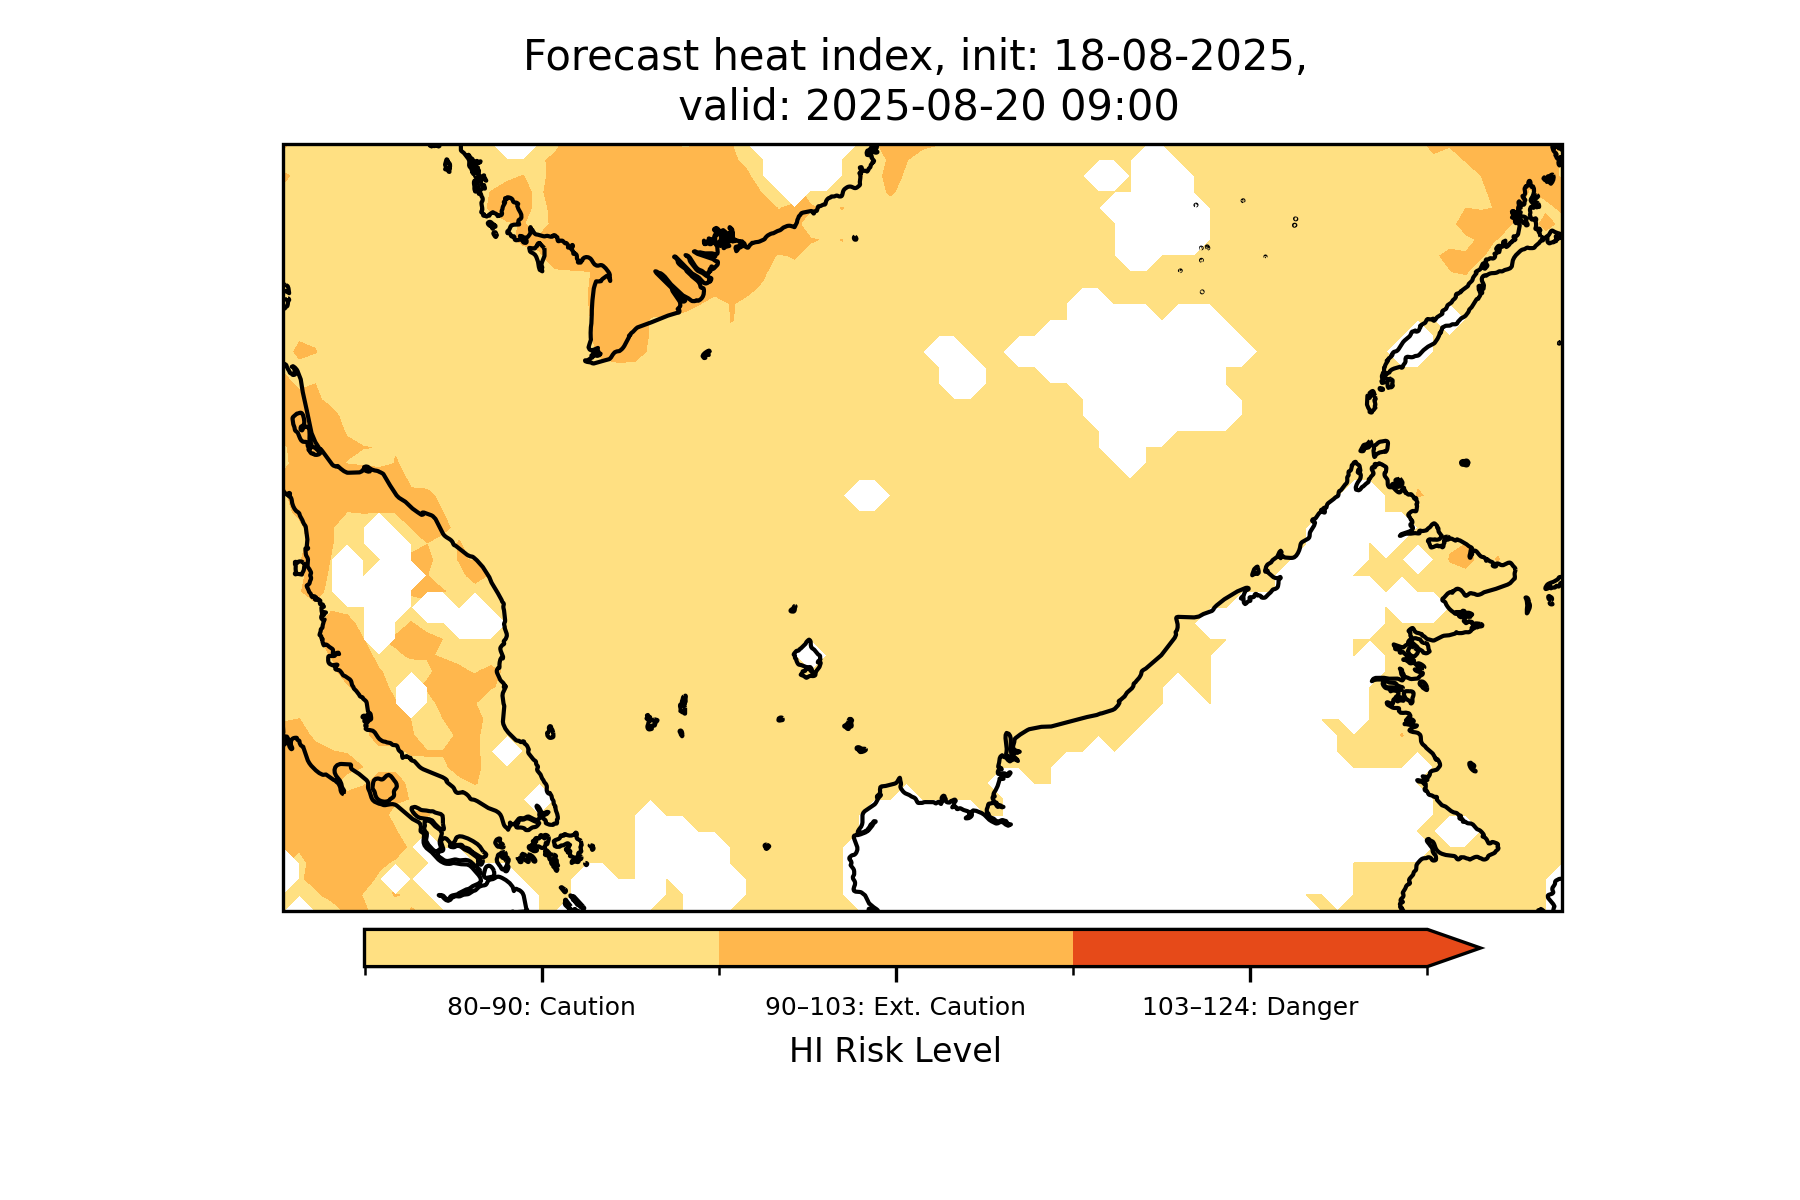 Forecast heat index, init: 18-08-2025,
valid: 2025-08-20 09:00
80–90: Caution
90–103: Ext. Caution
103–124: Danger
HI Risk Level